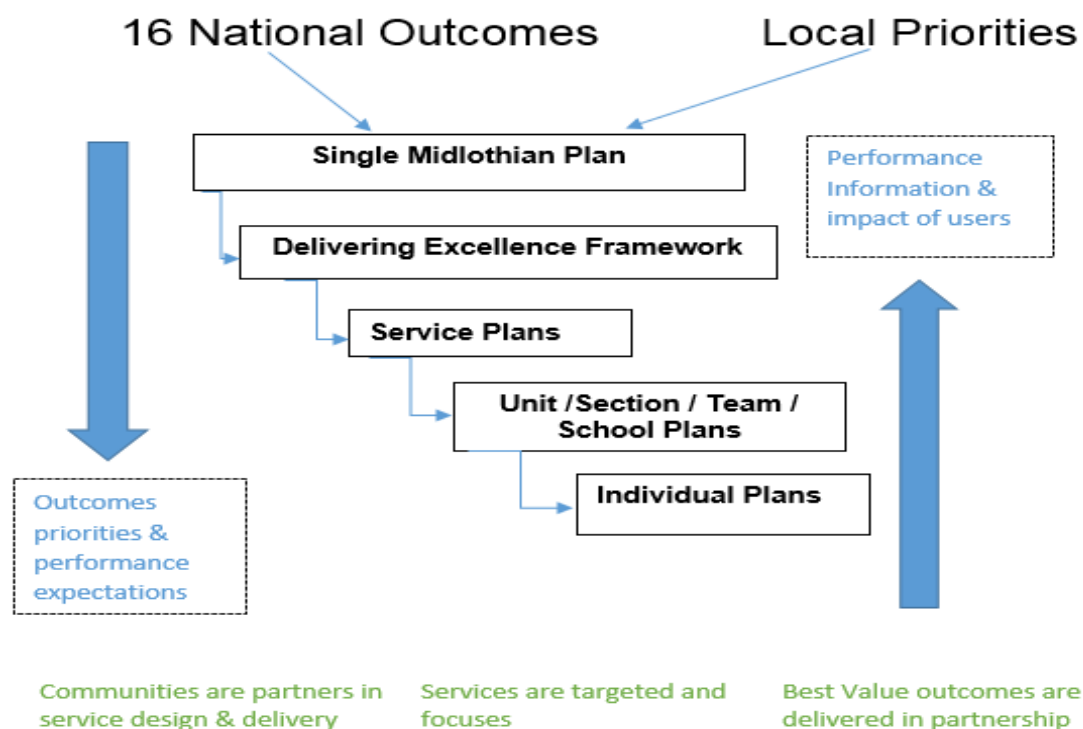 16 National Outcomes
Local Priorities
Single Midlothian Plan
Performance
Information &
impact of users
Delivering Excellence Framework
Service Plans
Unit /Section / Team /
School Plans
Individual Plans
Outcomes
priorities &
performance
expectations
Communities are partners in
service design & delivery
Services are targeted and
focuses
Best Value outcomes are
delivered in partnership